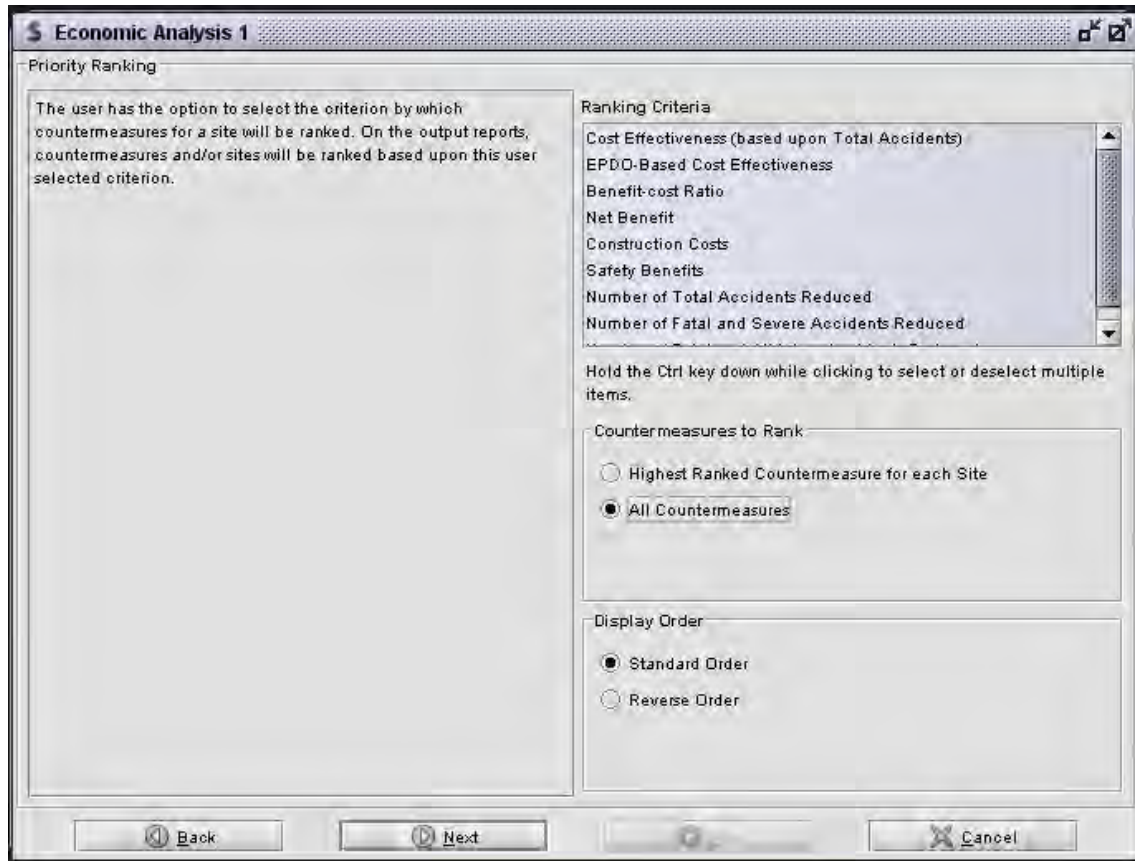 Economic Analysis 1
Priority Ranking
The user has the option to select the criterion by which
countermeasures for a site will be ranked. On the output reports,
countermeasures and/or sites will be ranked based upon this user
selected criterion.
Ranking Criteria
Cost Effectiveness (based upon Total Accidents)
EPDO-Based Cost Effectiveness
Benefit-cost Ratio
Net Benefit
Construction Costs
Safety Benefits
Number of Total Accidents Reduced
Number of Fatal and Severe Accidents Reduced
Hold the Ctrl key down while clicking to select or deselect multiple
items.
Countermeasures to Rank
Highest Ranked Countermeasure for each Site
All Countermeasures
Display Order
Standard Order
Reverse Order
Back
Next
Cancel